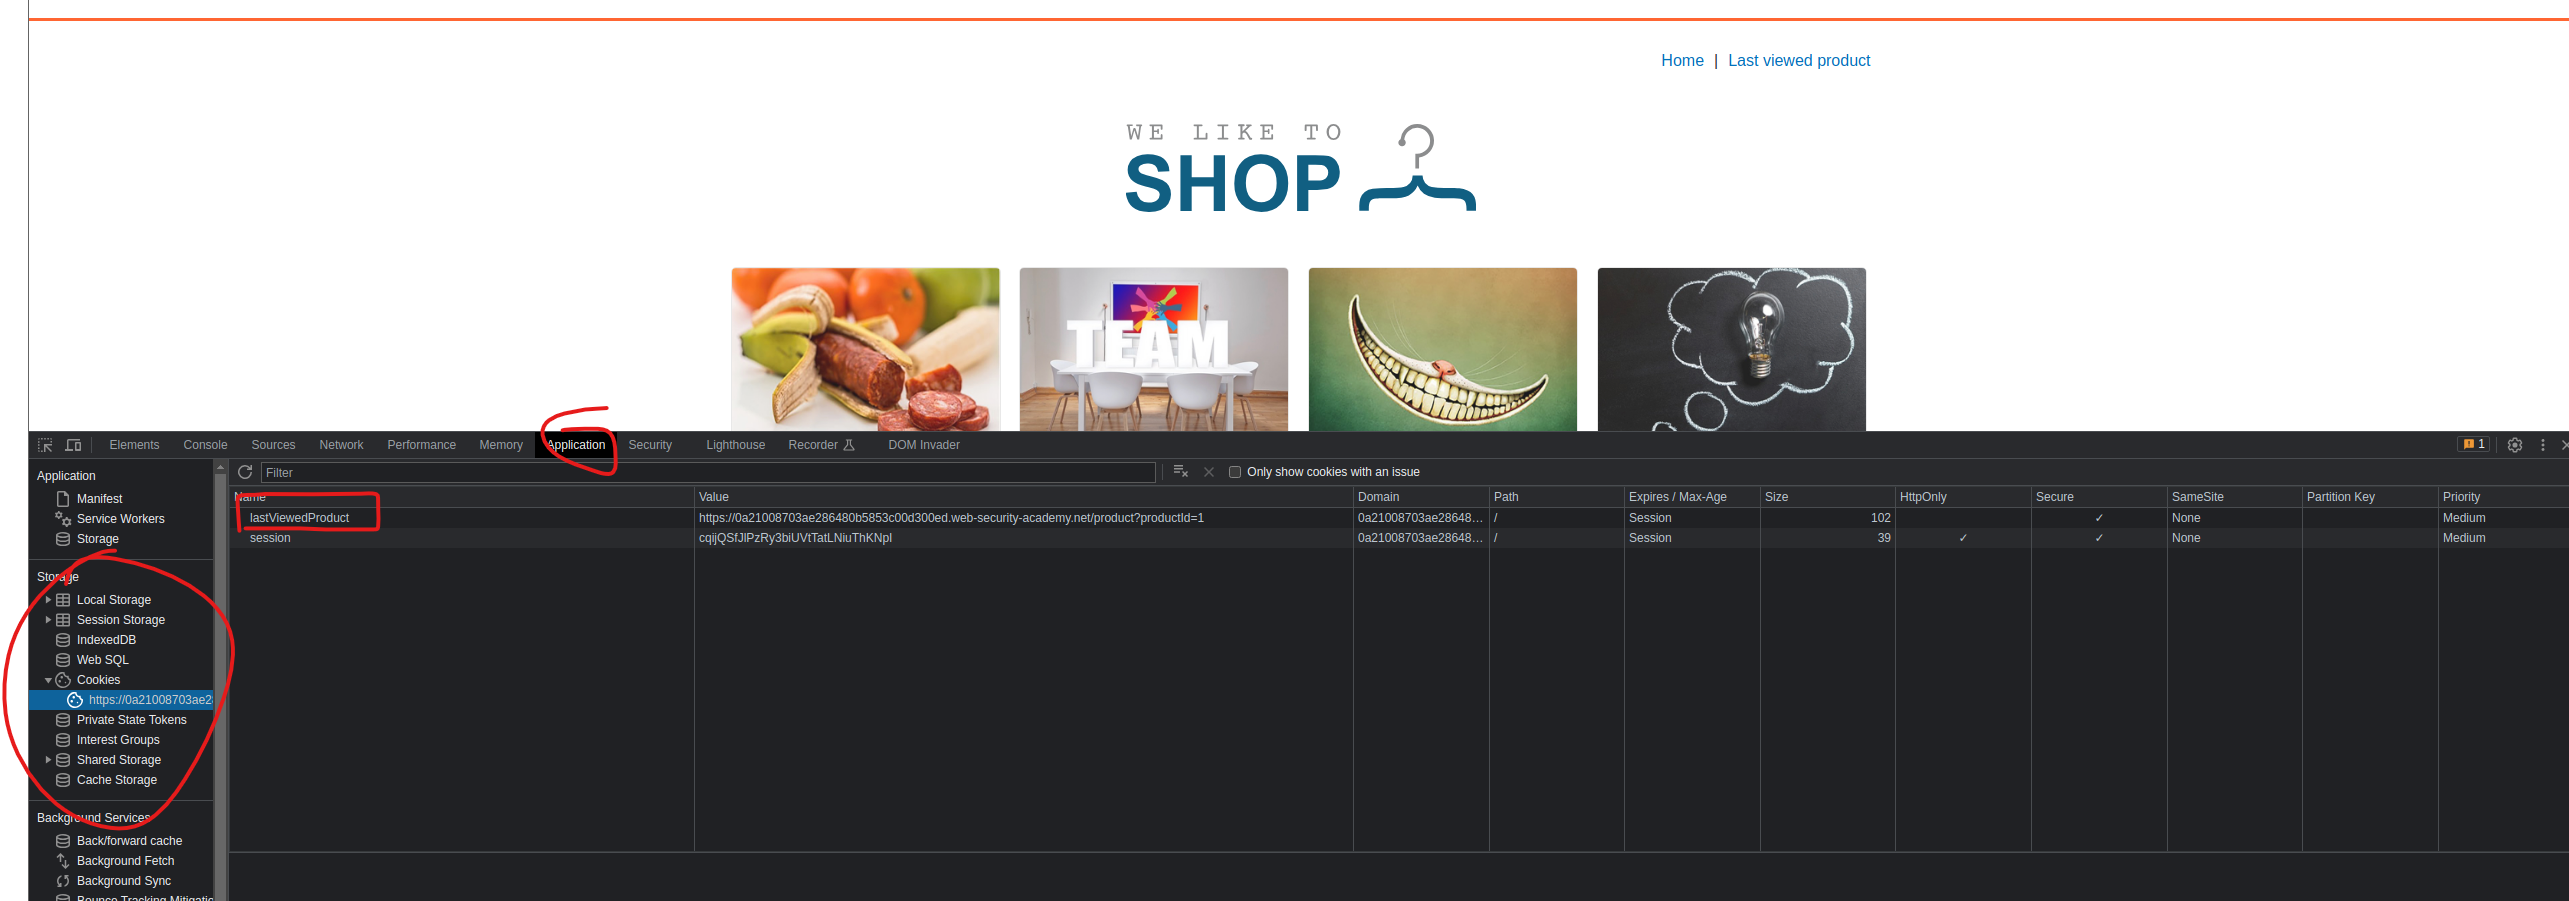 Home | Last viewed product
WE LIKE TO
SHOP
TEAM
Elements Console Sources Network Performance Memory Application Security Lighthouse Recorder DOM Invader 1
Application
Manifest
Service Workers
Storage
Storage
Local Storage
Session Storage
IndexedDB
Web SQL
Cookies
https://0a21008703ae2
Private State Tokens
Interest Groups
Shared Storage
Cache Storage
Background Services
Back/forward cache
Background Fetch
Background Sync
Bounce Tracking Mitigatio
Filter Only show cookies with an issue
Name Value Domain Path Expires / Max-Age Size HttpOnly Secure SameSite Partition Key Priority
lastViewedProduct https://0a21008703ae286480b5853c00d300ed.web-security-academy.net/product?productId=1 0a21008703ae28648... / Session 102 ✓ None Medium
session cqijQSfJlPzRy3biUVtTatLNiuThKNpl 0a21008703ae28648... / Session 39 ✓ ✓ None Medium